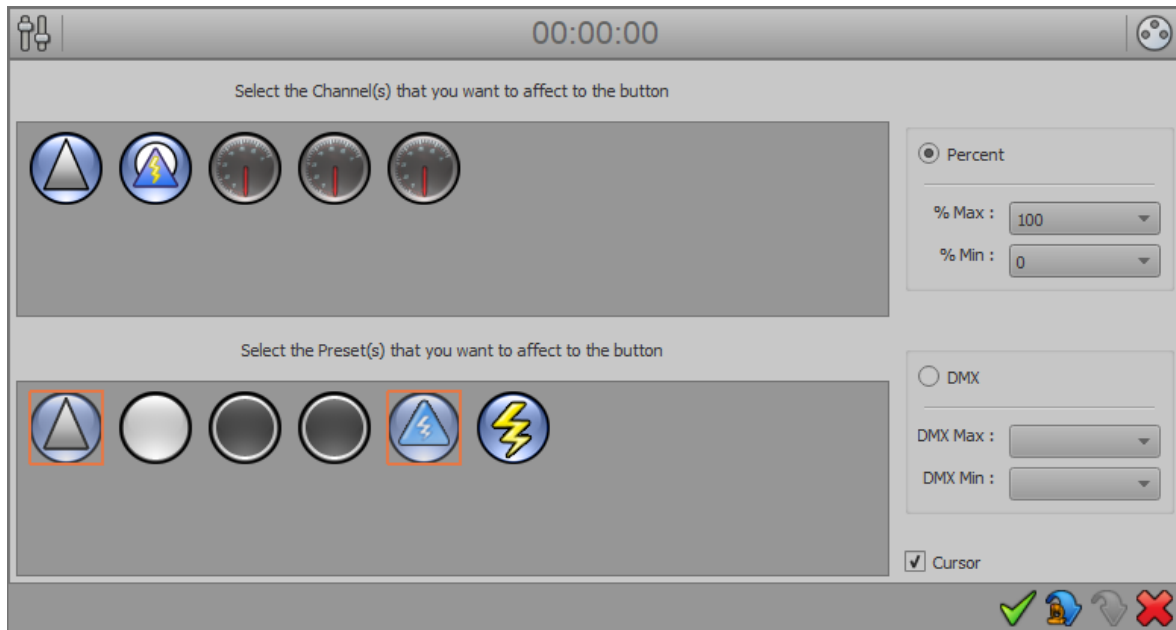 00:00:00
Select the Channel(s) that you want to affect to the button
Percent
% Max :
100
% Min :
0
Select the Preset(s) that you want to affect to the button
DMX
DMX Max :
DMX Min :
Cursor